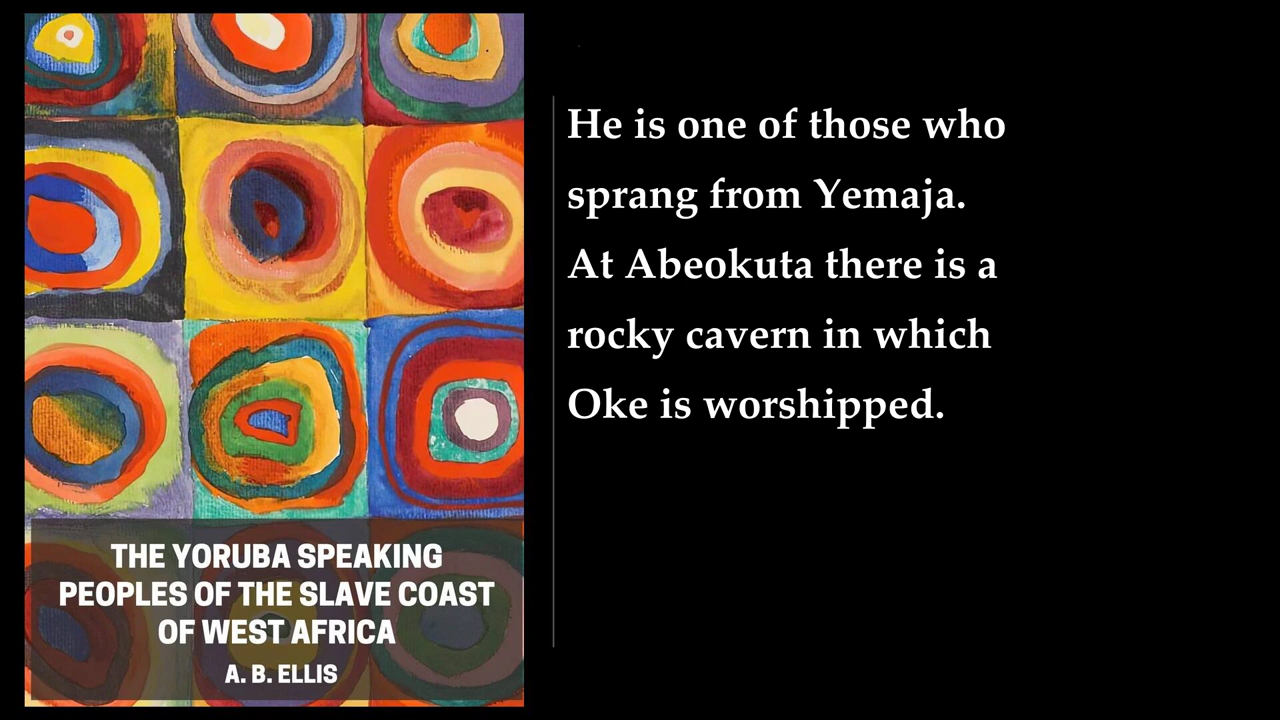 He is one of those who
sprang from Yemaja.
At Abeokuta there is a
rocky cavern in which
Oke is worshipped.
THE YORUBA SPEAKING
PEOPLES OF THE SLAVE COAST
OF WEST AFRICA
A. B. ELLIS